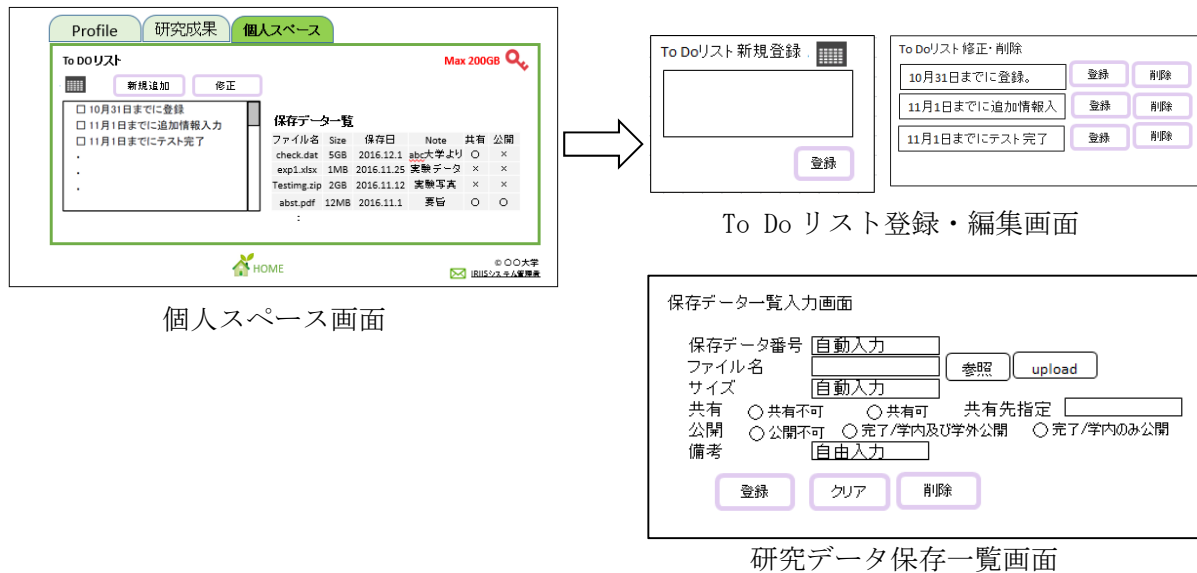 Profile
研究成果
個人スペース
To DOリスト
Max 200GB
新規追加
修正
10月31日までに登録
11月1日までに追加情報入力
11月1日までにテスト完了
・
・
・
保存データ一覧
ファイル名 Size 保存日 Note 共有 公開
check.dat 5GB 2016.12.1 abc大学より ○ ×
exp1.xlsx 1MB 2016.11.25 実験データ × ×
Testimg.zip 2GB 2016.11.12 実験写真 × ×
abst.pdf 12MB 2016.11.1 要旨 ○ ○
:
HOME
© 〇〇大学
IRIISシステム管理者
個人スペース画面
To Doリスト新規登録
登録
To Doリスト修正・削除
10月31日までに登録。 登録 削除
11月1日までに追加情報入 登録 削除
11月1日までにテスト完了 登録 削除
To Do リスト登録・編集画面
保存データ一覧入力画面
保存データ番号 自動入力
ファイル名 参照 upload
サイズ 自動入力
共有 ○共有不可 ○共有可 共有先指定
公開 ○公開不可 ○完了/学内及び学外公開 ○完了/学内のみ公開
備考 自由入力
登録 クリア 削除
研究データ保存一覧画面